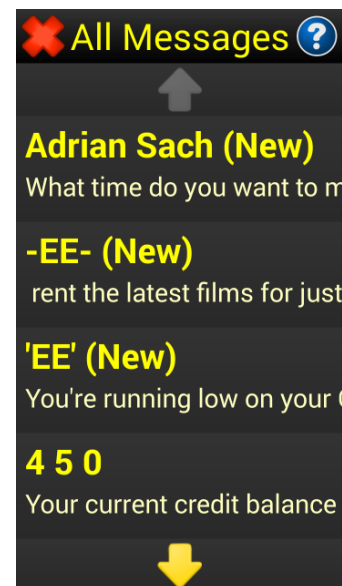 All Messages ?
Adrian Sach (New)
What time do you want to
-EE- (New)
rent the latest films for just
'EE' (New)
You're running low on your
4 5 0
Your current credit balance